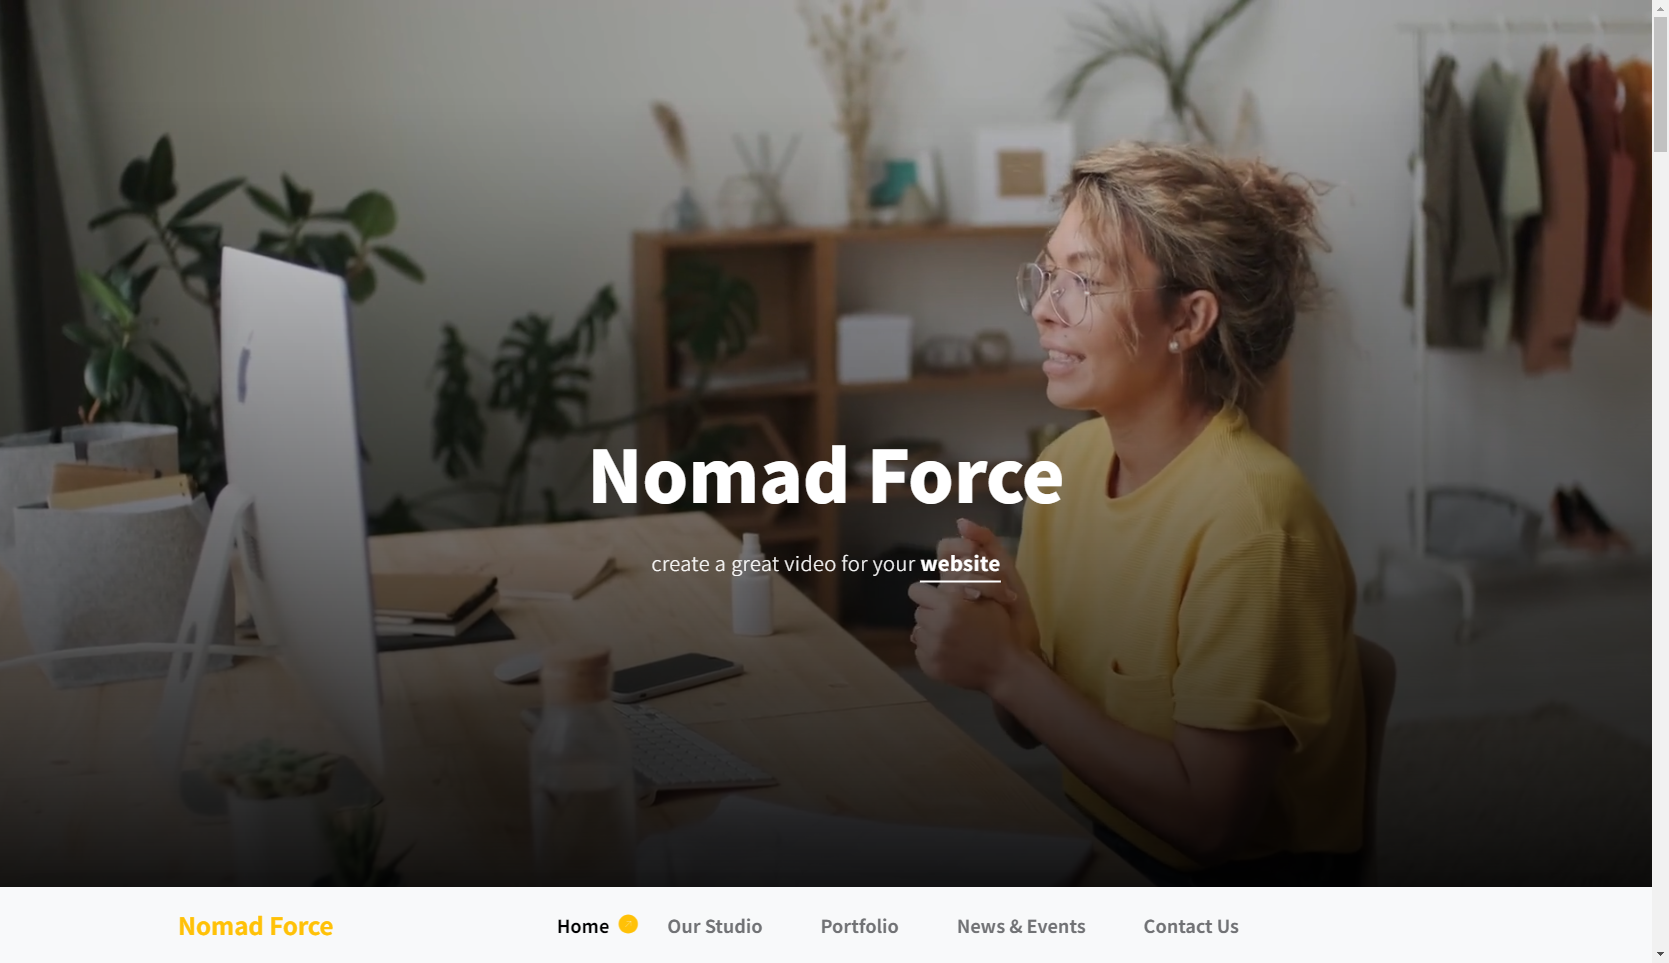 Nomad Force
create a great video for your website
Nomad Force
Home
Our Studio
Portfolio
News & Events
Contact Us